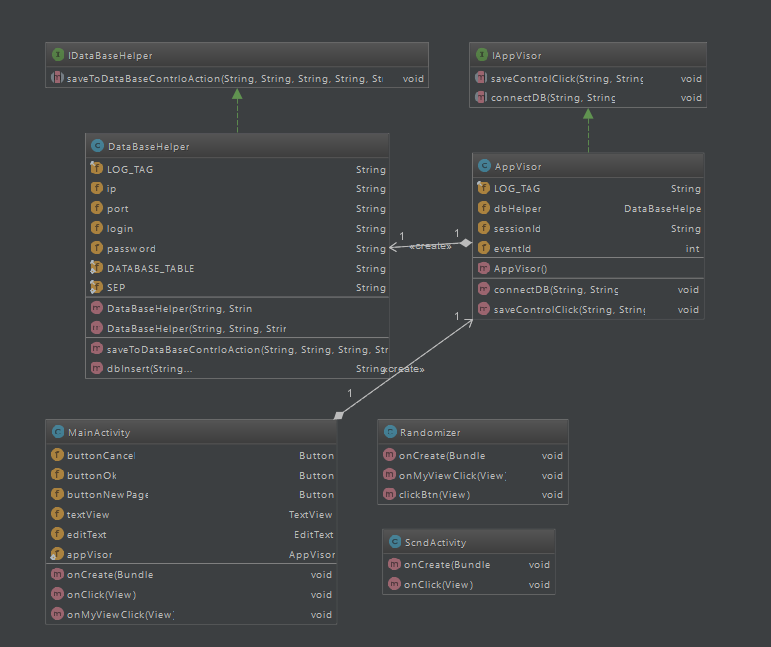 IDataBaseHelper
saveToDataBaseContrloAction(String, String, String, String, Str void
IAppVisor
saveControlClick(String, String void
connectDB(String, String void
DataBaseHelper
LOG_TAG String
ip String
port String
login String
password String
DATABASE_TABLE String
SEP String
DataBaseHelper(String, Strin
DataBaseHelper(String, String, Strir
saveToDataBaseContrloAction(String, String, String, Str
dbInsert(String... String
AppVisor
LOG_TAG String
dbHelper DataBaseHelpe
sessionId String
eventId int
AppVisor()
connectDB(String, String void
saveControlClick(String, String void
1
«create»
1
1
«create»
1
MainActivity
buttonCancel Button
buttonOk Button
buttonNewPage Button
textView TextView
editText EditText
appVisor AppVisor
onCreate(Bundle void
onClick(View) void
onMyViewClick(View) void
Randomizer
onCreate(Bundle void
onMyViewClick(View) void
clickBtn(View) void
ScndActivity
onCreate(Bundle void
onClick(View) void